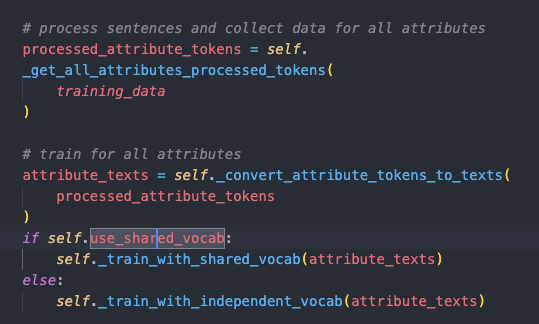 # process sentences and collect data for all attributes
processed_attribute_tokens = self.
_get_all_attributes_processed_tokens(
    training_data
)

# train for all attributes
attribute_texts = self._convert_attribute_tokens_to_texts(
    processed_attribute_tokens
)
if self.use_shared_vocab:
    self._train_with_shared_vocab(attribute_texts)
else:
    self._train_with_independent_vocab(attribute_texts)